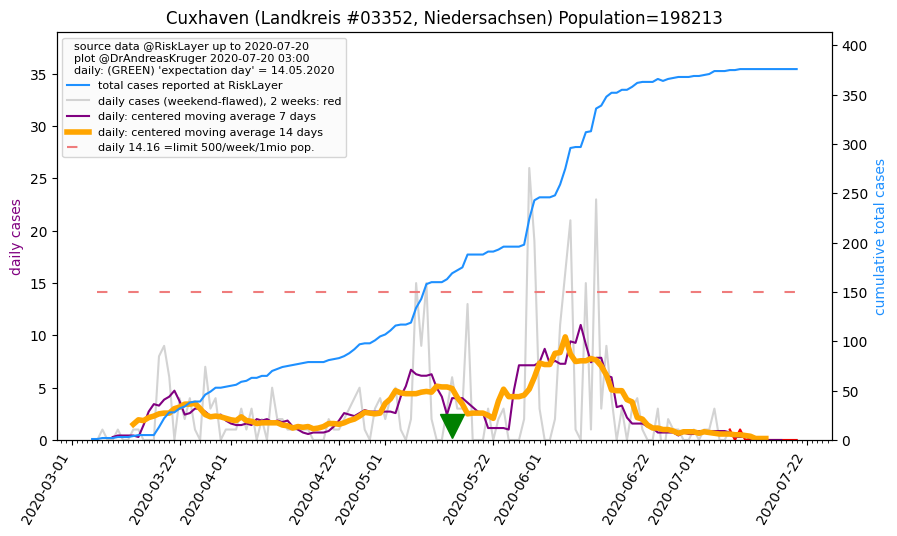 Cuxhaven (Landkreis #03352, Niedersachsen) Population=198213
source data @RiskLayer up to 2020-07-20
plot @DrAndreasKruger 2020-07-20 03:00
daily: (GREEN) 'expectation day' = 14.05.2020
total cases reported at RiskLayer
daily cases (weekend-flawed), 2 weeks: red
daily: centered moving average 7 days
daily: centered moving average 14 days
daily 14.16 =limit 500/week/1mio pop.
daily cases
35
30
25
20
15
10
5
0
400
350
300
250
200
150
100
50
0
cumulative total cases
2020-03-01
2020-03-22
2020-04-01
2020-04-22
2020-05-01
2020-05-22
2020-06-01
2020-06-22
2020-07-01
2020-07-22